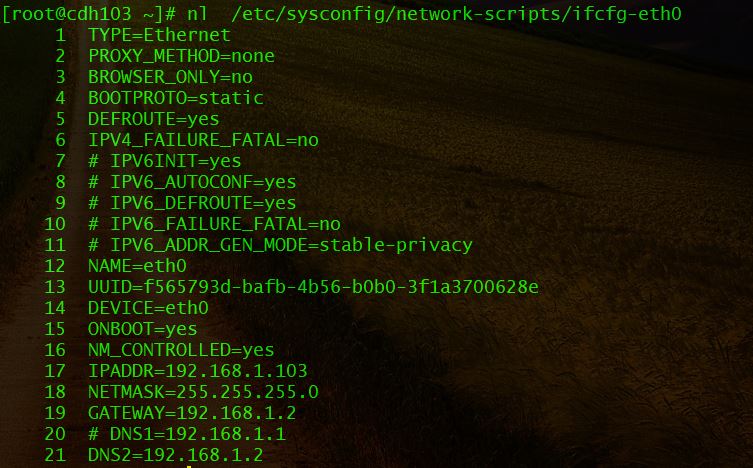 [root@cdh103 ~]# nl  /etc/sysconfig/network-scripts/ifcfg-eth0
1  TYPE=Ethernet
2  PROXY_METHOD=none
3  BROWSER_ONLY=no
4  BOOTPROTO=static
5  DEFROUTE=yes
6  IPV4_FAILURE_FATAL=no
7  # IPV6INIT=yes
8  # IPV6_AUTOCONF=yes
9  # IPV6_DEFROUTE=yes
10  # IPV6_FAILURE_FATAL=no
11  # IPV6_ADDR_GEN_MODE=stable-privacy
12  NAME=eth0
13  UUID=f565793d-bafb-4b56-b0b0-3f1a3700628e
14  DEVICE=eth0
15  ONBOOT=yes
16  NM_CONTROLLED=yes
17  IPADDR=192.168.1.103
18  NETMASK=255.255.255.0
19  GATEWAY=192.168.1.2
20  # DNS1=192.168.1.1
21  DNS2=192.168.1.2